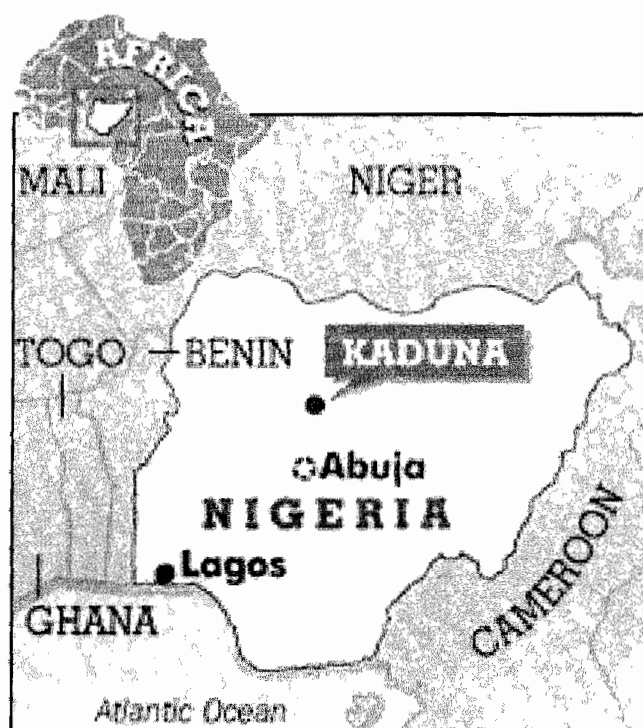 AFRICA
MALI
NIGER
TOGO
BENIN
KADUNA
Abuja
NIGERIA
Lagos
GHANA
CAMEROON
Atlantic Ocean